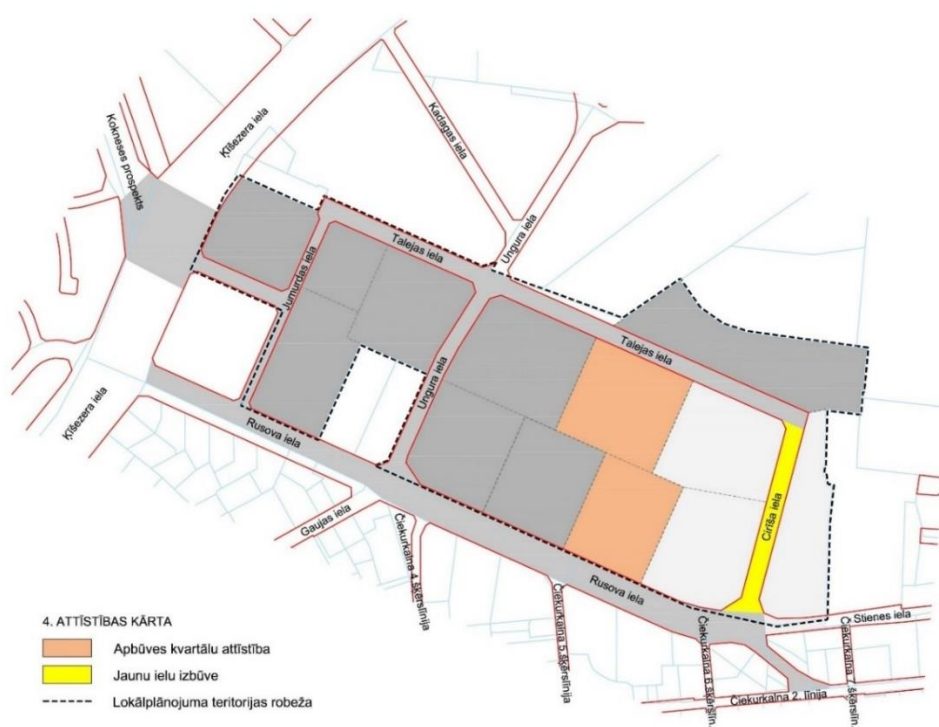 Kokneses prospekts
Ķīšezera iela
Kadagas iela
Ungura iela
Talejas iela
Jumurdas iela
Ungura iela
Talejas iela
Ķīšezera iela
Rusova iela
Cirīša iela
Gaujas iela
Čiekurkalna 4.šķērslīnija
Rusova iela
Čiekurkalna 5.šķērslīnija
Čiekurkalna 6.šķērslīn.
Stienes iela
Čiekurkalna 7.šķērslīn.
Čiekurkalna 2. līnija
4. ATTĪSTĪBAS KĀRTA
Apbūves kvartālu attīstība
Jaunu ielu izbūve
Lokālplānojuma teritorijas robeža